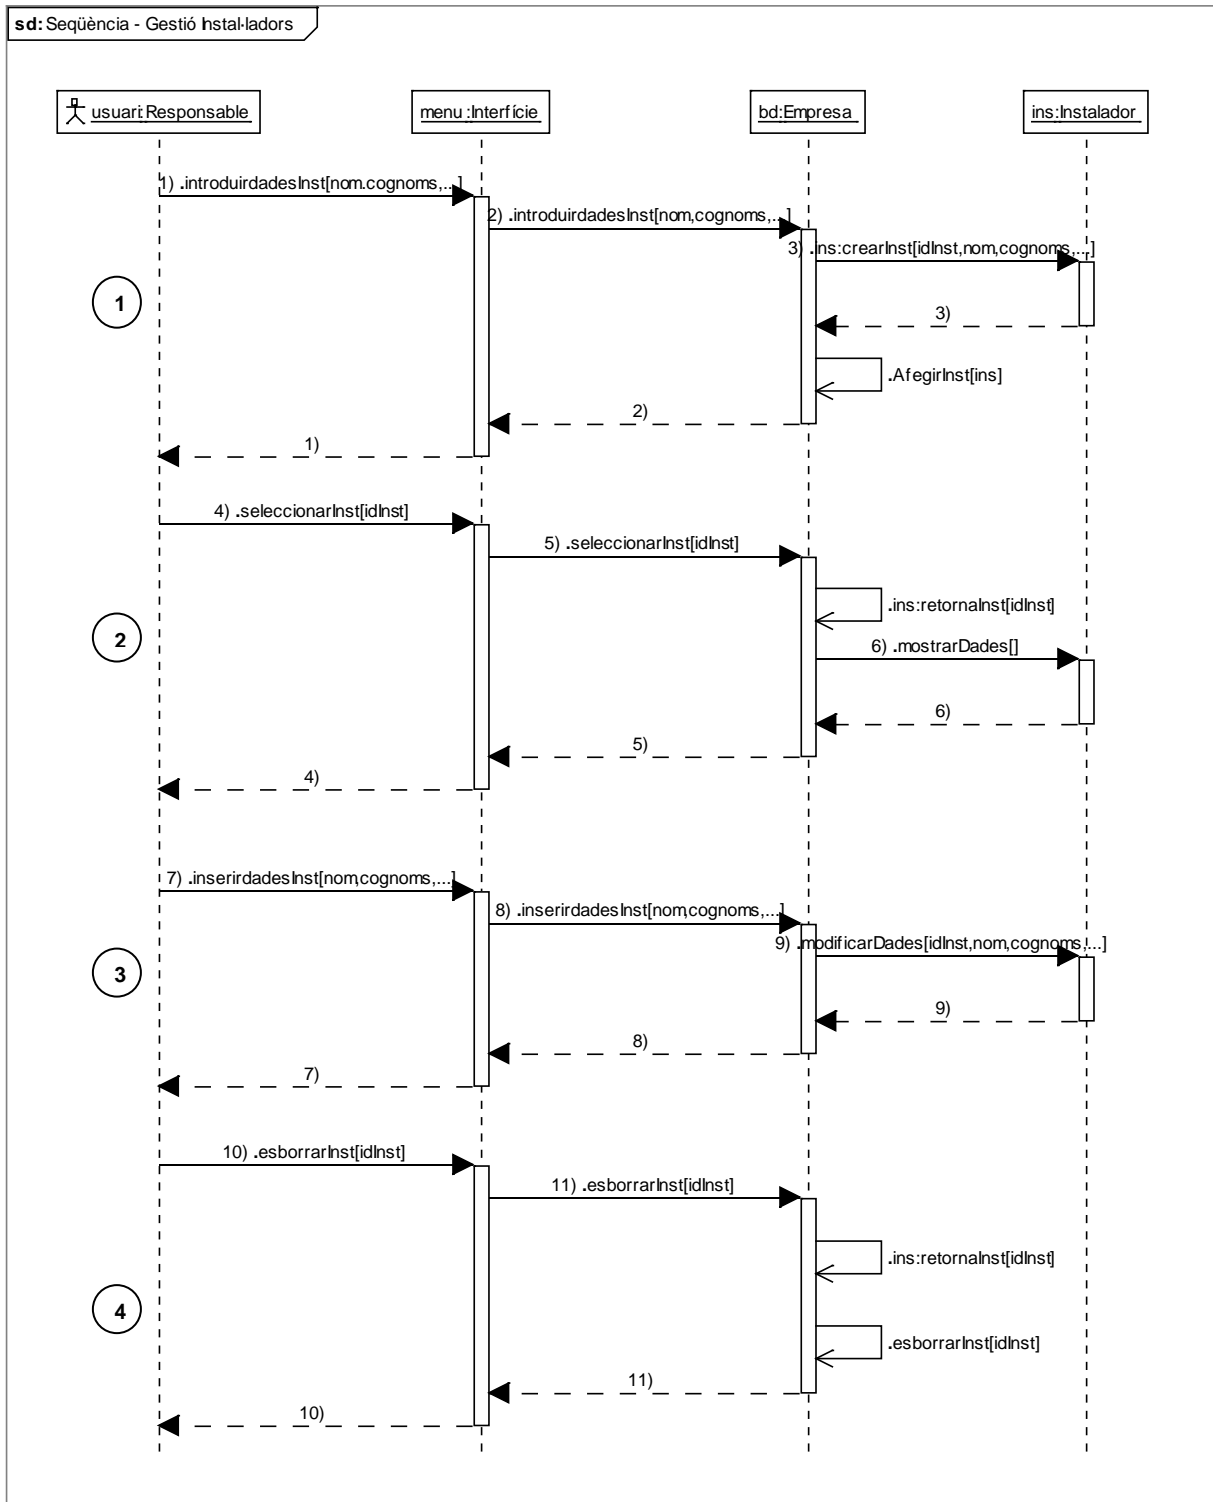 sd: Seqüència - Gestió Instal·ladors
usuari:Responsable
menu :Interfície
bd:Empresa
ins:Instalador
1) .introduirdadesInst[nom.cognoms,...]
2) .introduirdadesInst[nom,cognoms,...]
3) .ins:crearInst[idInst,nom,cognoms,...]
1
3)
.AfegirInst[ins]
2)
1)
4) .seleccionarInst[idInst]
5) .seleccionarInst[idInst]
.ins:retornaInst[idInst]
2
6) .mostrarDades[]
6)
5)
4)
7) .inserirdadesInst[nom,cognoms,...]
8) .inserirdadesInst[nom,cognoms,...]
9) .modificarDades[idInst,nom,cognoms,...]
3
9)
8)
7)
10) .esborrarInst[idInst]
11) .esborrarInst[idInst]
.ins:retornaInst[idInst]
4
.esborrarInst[idInst]
11)
10)